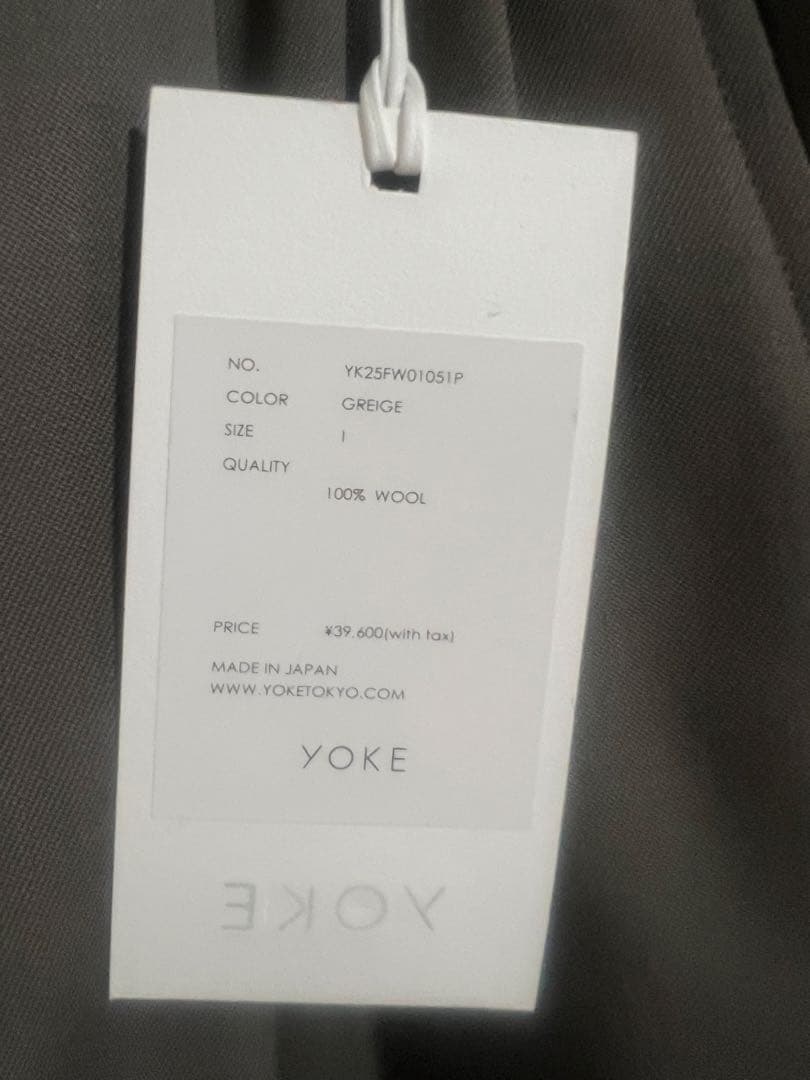 NO. YK25FW01051P
COLOR GREIGE
SIZE 1
QUALITY
100% WOOL
PRICE ¥39,600(with tax)
MADE IN JAPAN
WWW.YOKETOKYO.COM
YOKE
YOKE